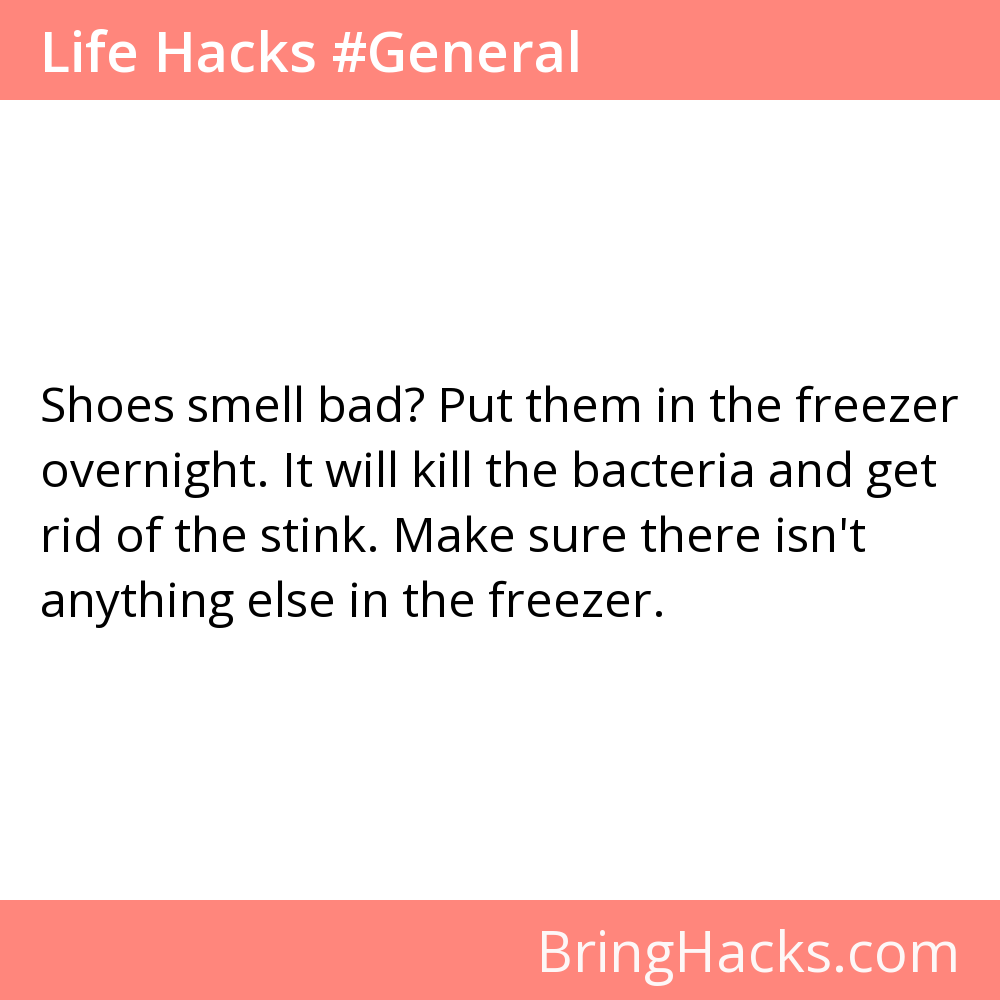 Life Hacks #General
Shoes smell bad? Put them in the freezer
overnight. It will kill the bacteria and get
rid of the stink. Make sure there isn't
anything else in the freezer.
BringHacks.com